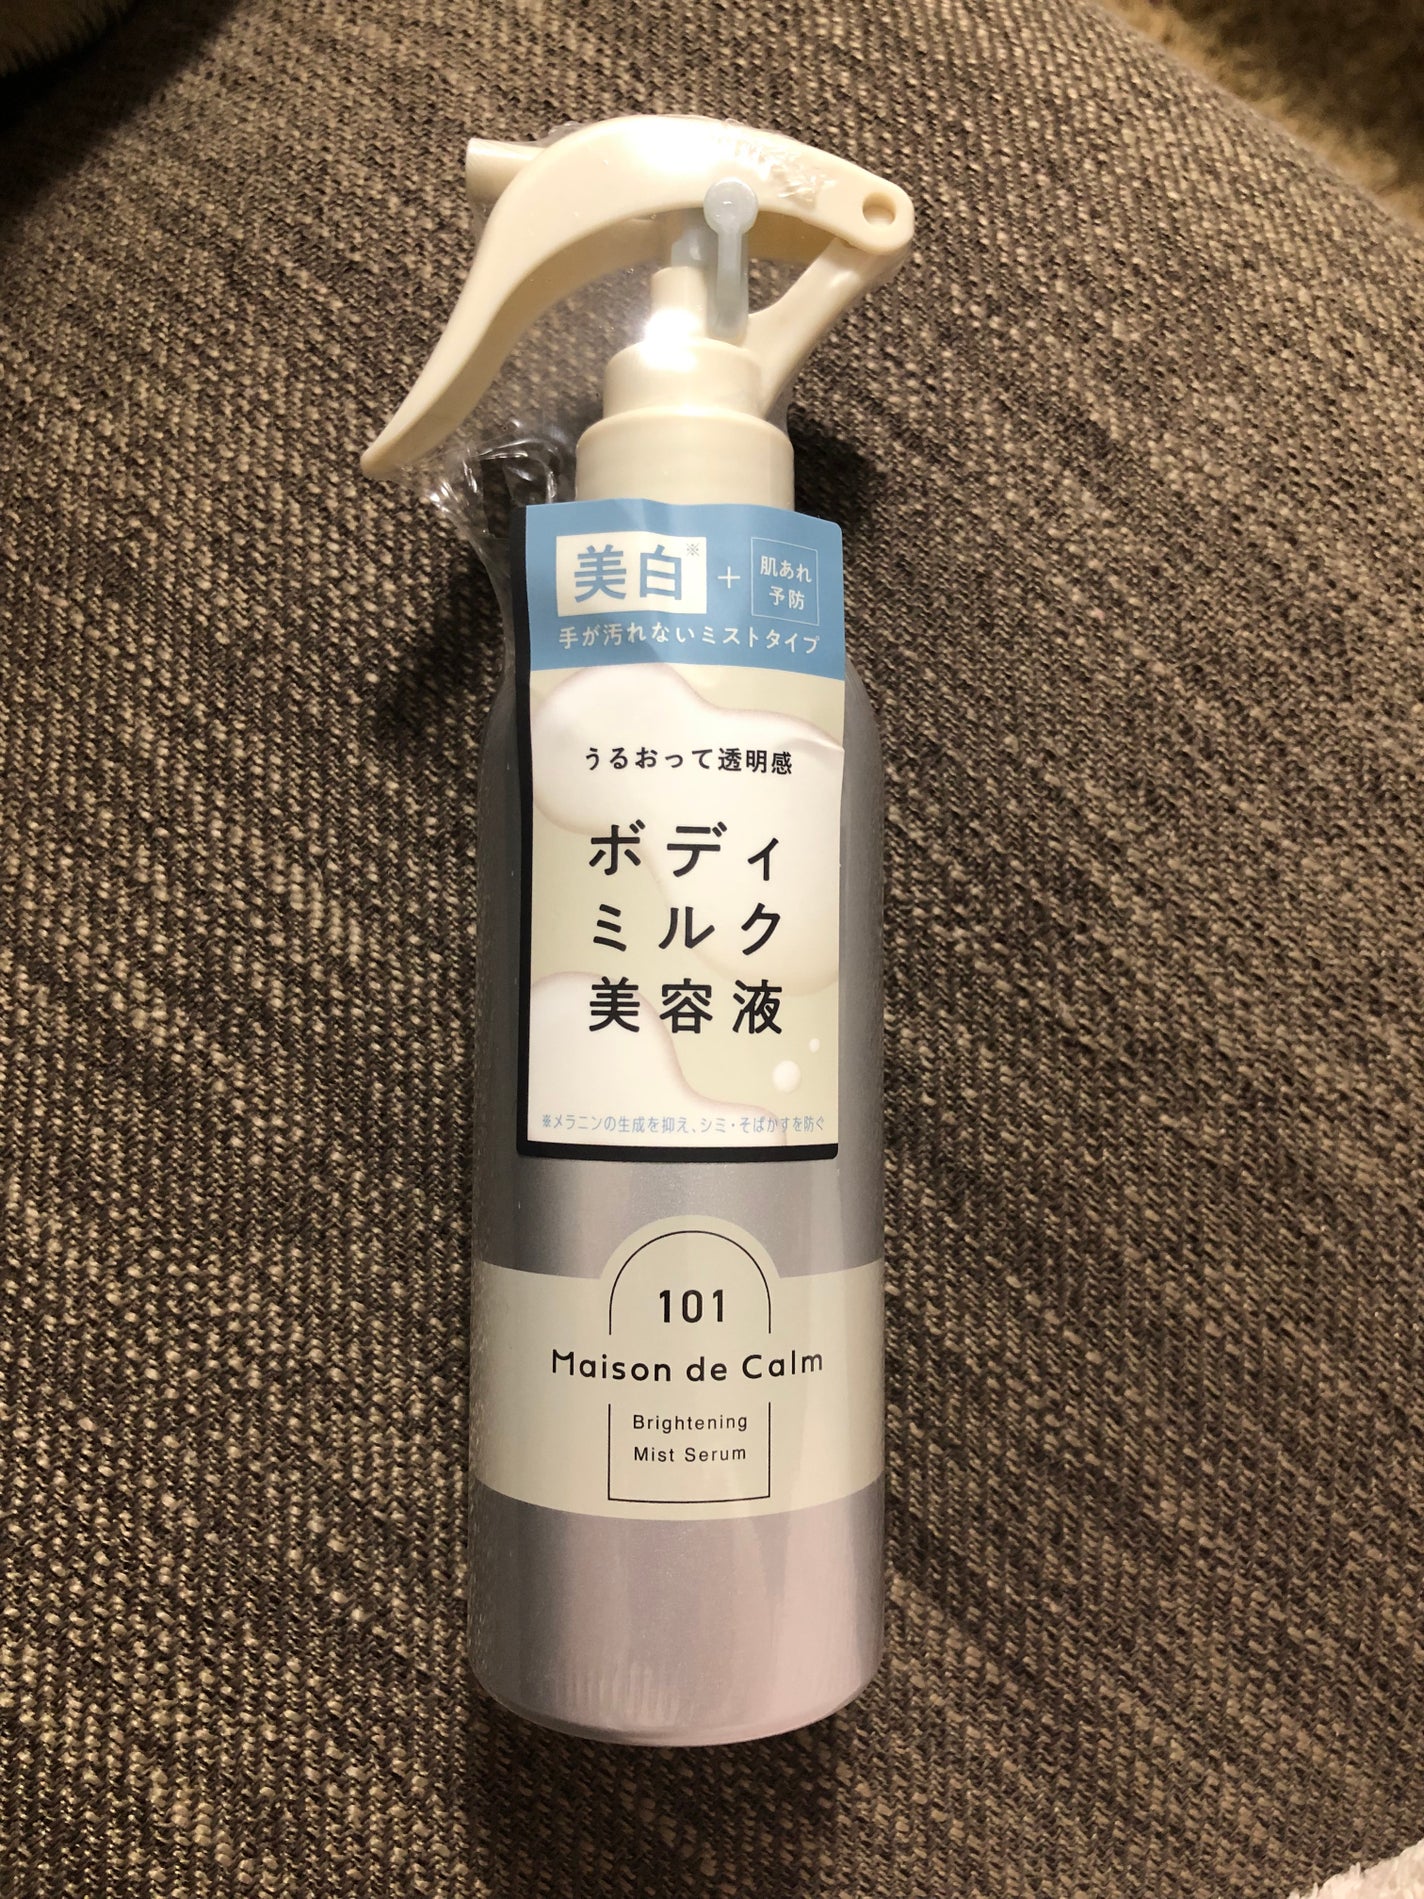 美白※ + 肌あれ
予防
手が汚れないミストタイプ
うるおって透明感
ボディ
ミルク
美容液
※メラニンの生成を抑え、シミ・そばかすを防ぐ
101
Maison de Calm
Brightening
Mist Serum